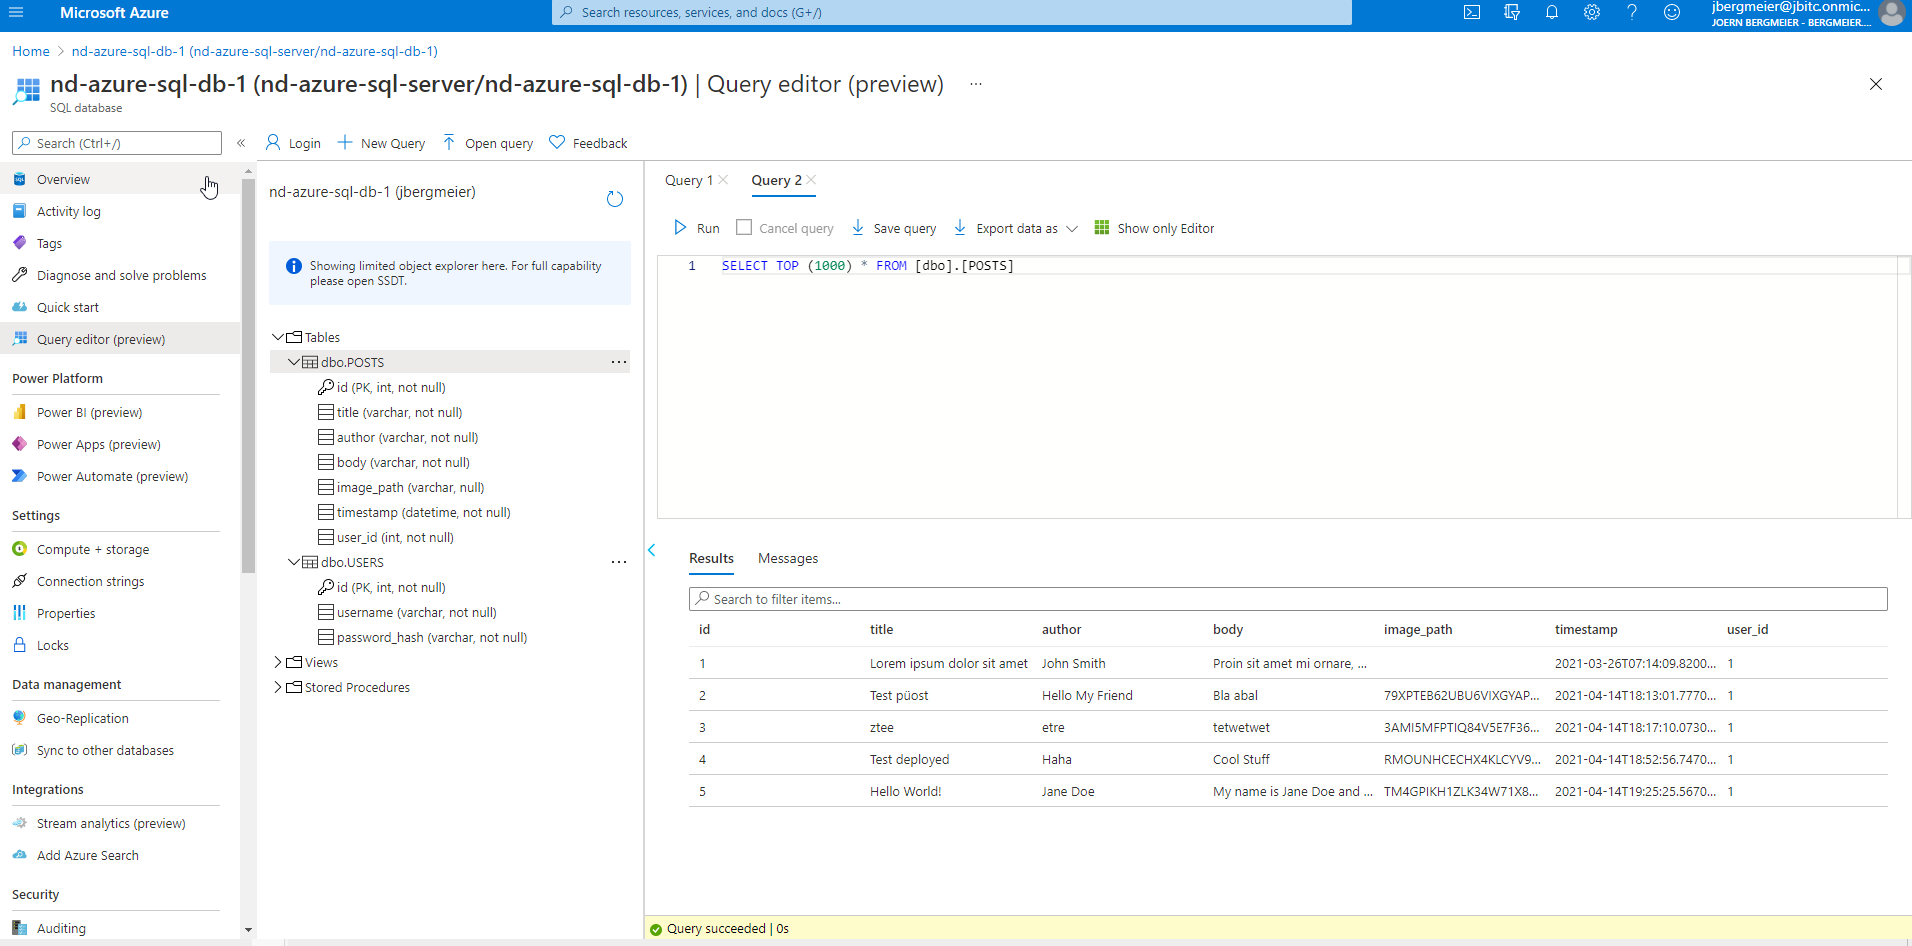 Microsoft Azure
Search resources, services, and docs (G+/)
jbergmeier@jbitc.onmic...
JOERN BERGMEIER - BERGMEIER....
Home > nd-azure-sql-db-1 (nd-azure-sql-server/nd-azure-sql-db-1)
nd-azure-sql-db-1 (nd-azure-sql-server/nd-azure-sql-db-1) | Query editor (preview) ...
SQL database
Search (Ctrl+/)
«
Login
New Query
Open query
Feedback
Overview
Activity log
Tags
Diagnose and solve problems
Quick start
Query editor (preview)
Power Platform
Power BI (preview)
Power Apps (preview)
Power Automate (preview)
Settings
Compute + storage
Connection strings
Properties
Locks
Data management
Geo-Replication
Sync to other databases
Integrations
Stream analytics (preview)
Add Azure Search
Security
Auditing
nd-azure-sql-db-1 (jbergmeier)
Showing limited object explorer here. For full capability
please open SSDT.
Tables
dbo.POSTS ...
id (PK, int, not null)
title (varchar, not null)
author (varchar, not null)
body (varchar, not null)
image_path (varchar, null)
timestamp (datetime, not null)
user_id (int, not null)
dbo.USERS ...
id (PK, int, not null)
username (varchar, not null)
password_hash (varchar, not null)
Views
Stored Procedures
Query 1
Query 2
Run
Cancel query
Save query
Export data as
Show only Editor
1 SELECT TOP (1000) * FROM [dbo].[POSTS]
Results
Messages
Search to filter items...
id title author body image_path timestamp user_id
1 Lorem ipsum dolor sit amet John Smith Proin sit amet mi ornare, ... 2021-03-26T07:14:09.8200... 1
2 Test püost Hello My Friend Bla abal 79XPTEB62UBU6VIXGYAP... 2021-04-14T18:13:01.7770... 1
3 ztee etre tetwetwet 3AMI5MFPTIQ84V5E7F36... 2021-04-14T18:17:10.0730... 1
4 Test deployed Haha Cool Stuff RMOUNHCECHX4KLCYV9... 2021-04-14T18:52:56.7470... 1
5 Hello World! Jane Doe My name is Jane Doe and ... TM4GPIKH1ZLK34W71X8... 2021-04-14T19:25:25.5670... 1
Query succeeded | 0s